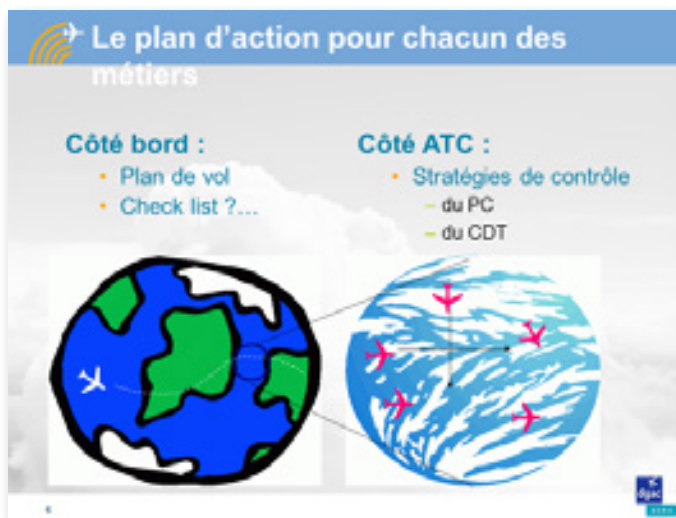 Le plan d'action pour chacun des
métiers
Côté bord :
• Plan de vol
• Check list ?...
Côté ATC :
• Stratégies de contrôle
– du PC
– du CDT
dgac